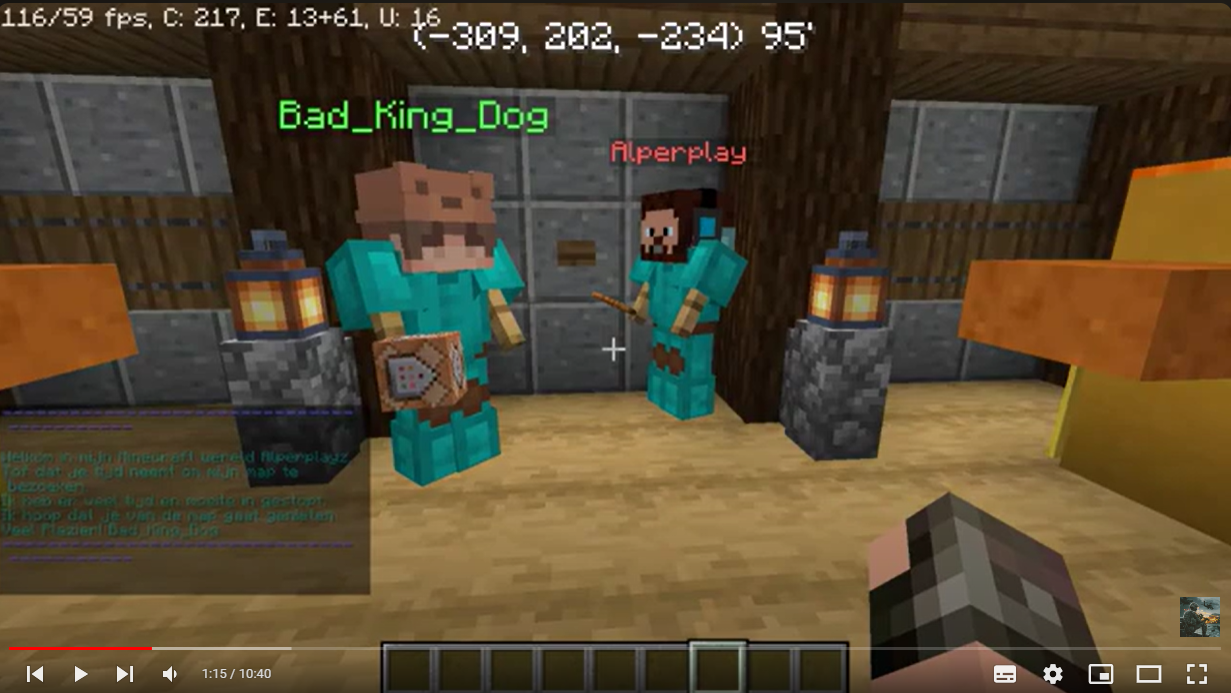 116/59 fps, C: 217, E: 13+61, U: 16
(-309, 202, -234) 95'
Bad_King_Dog
Alperplay
Welkom in mijn Minecraft wereld Alperplayz
Tof dat je tijd neemt om mijn map te
bezoeken
Ik heb er veel tijd en moeite in gestopt
ik hoop dat je van de map gaat genieten
Veel Plezier! Bad_King_Dog
1:15 / 10:40